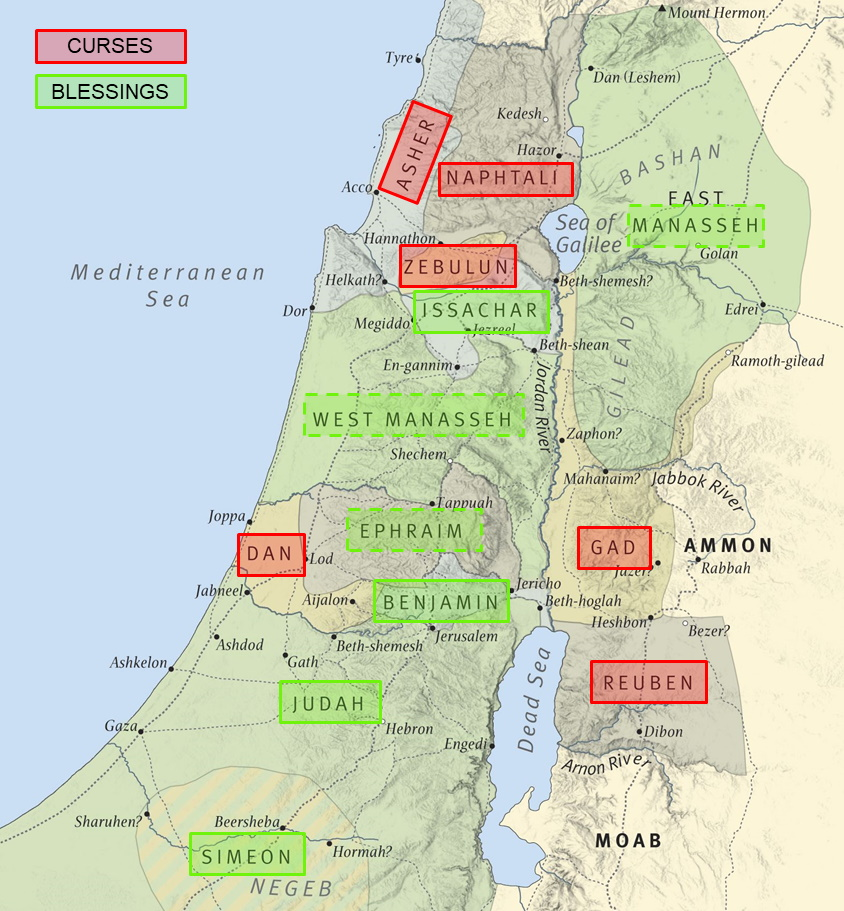 CURSES
BLESSINGS
Mount Hermon
Tyre
Dan (Leshem)
Kedesh
Hazor
ASHER
NAPHTALI
BASHAN
Acco
EAST
MANASSEH
Sea of
Galilee
Hannathon
Golan
ZEBULUN
Mediterranean
Sea
Helkath?
Beth-shemesh?
ISSACHAR
Dor
Megiddo
Jezreel
Edrei
Beth-shean
En-gannim
Ramoth-gilead
GILEAD
Jordan River
WEST MANASSEH
Zaphon?
Shechem
Mahanaim?
Jabbok River
Tappuah
Joppa
EPHRAIM
DAN
Lod
GAD
AMMON
Jazer?
Rabbah
Jabneel
Aijalon
BENJAMIN
Jericho
Beth-hoglah
Heshbon
Bezer?
Ashdod
Beth-shemesh
Jerusalem
Gath
Ashkelon
REUBEN
JUDAH
Dead Sea
Gaza
Hebron
Dibon
Engedi
Arnon River
Sharuhen?
Beersheba
MOAB
SIMEON
Hormah?
NEGEB